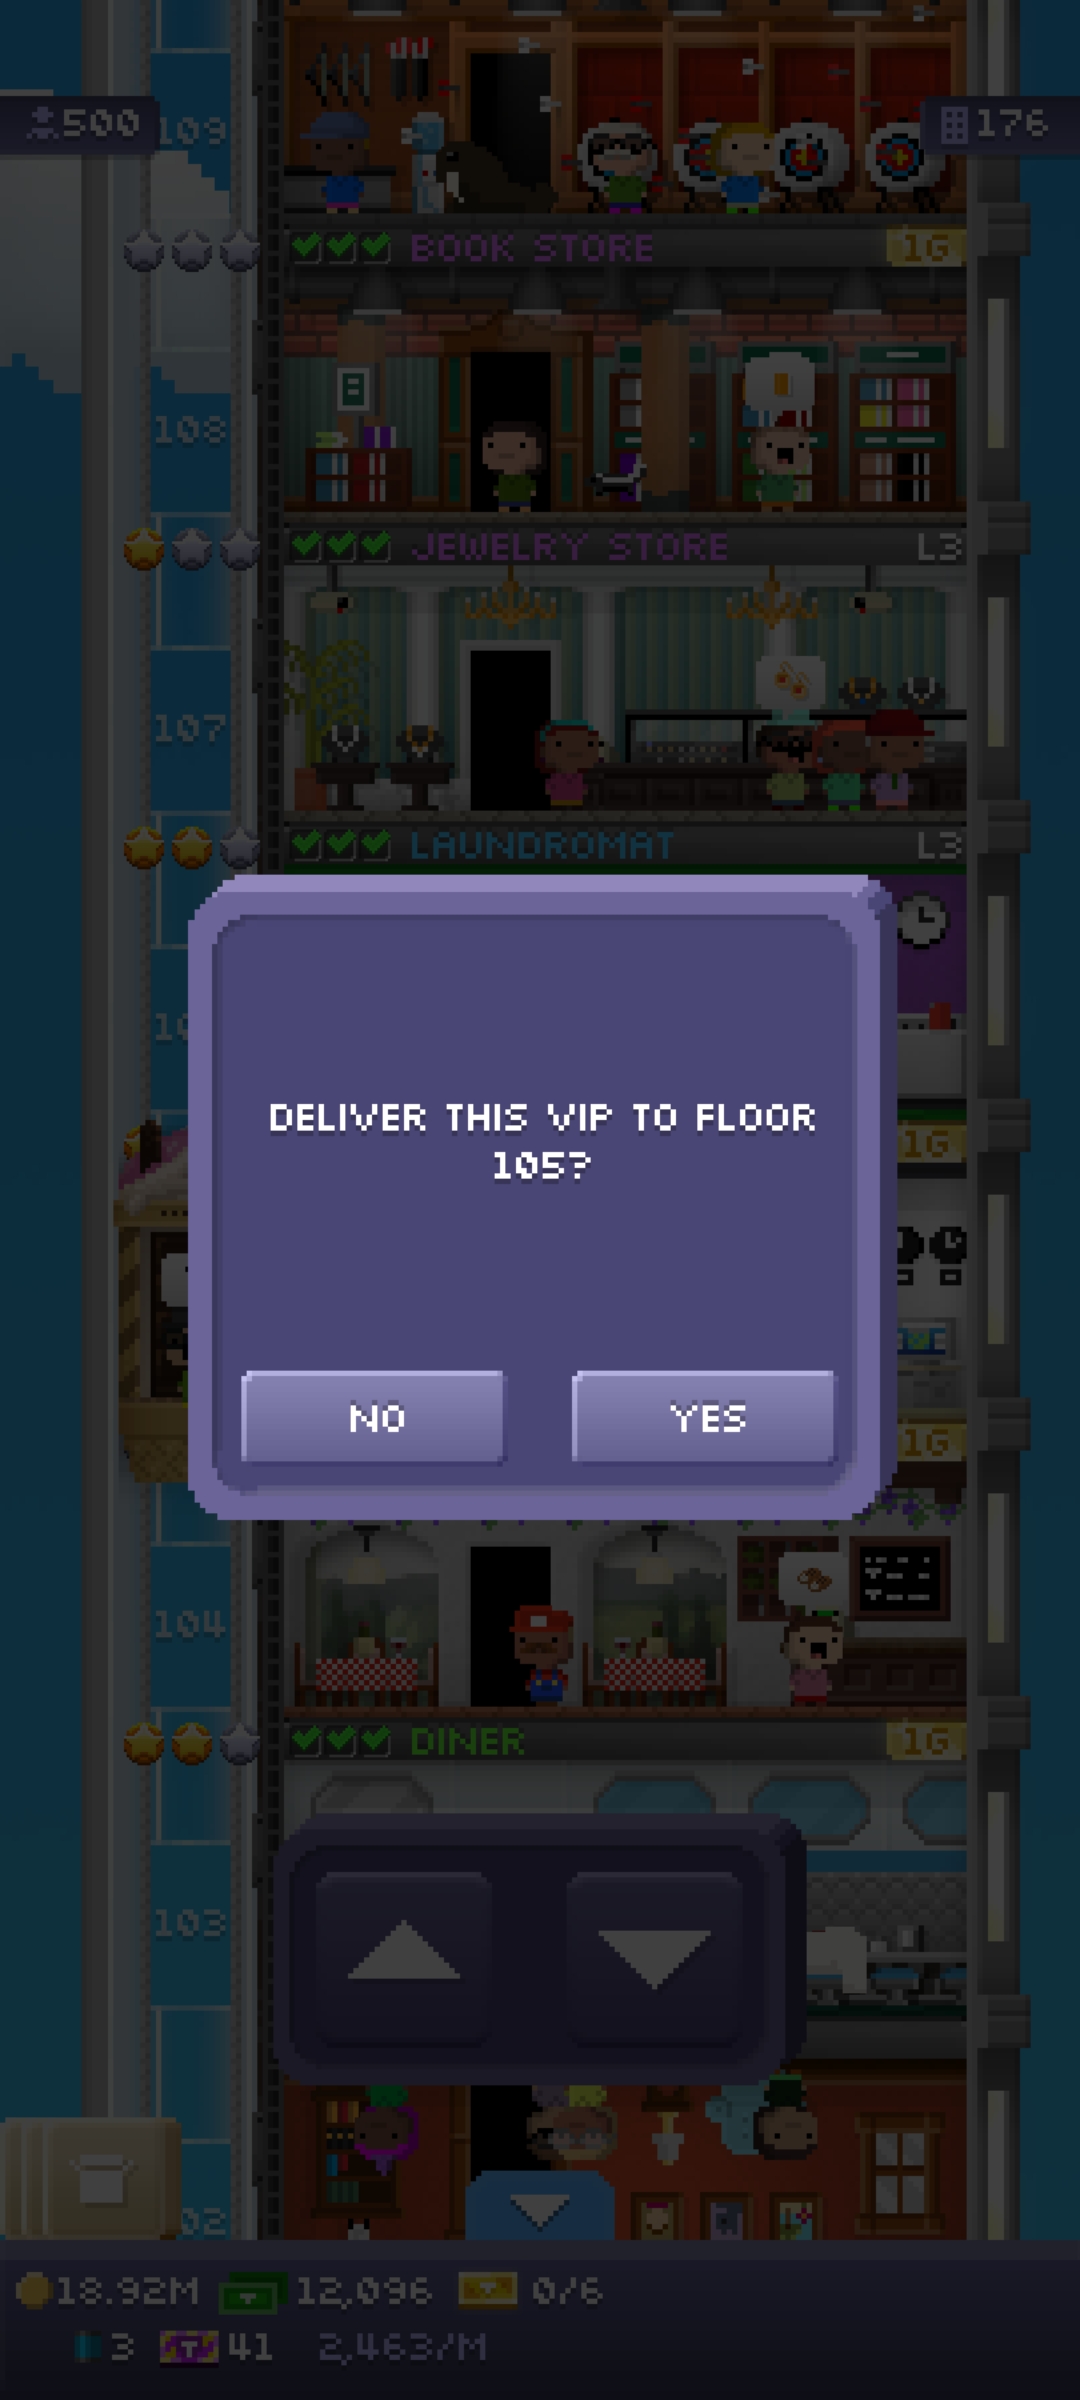 500
109
176
BOOK STORE
1G
108
JEWELRY STORE
L3
107
LAUNDROMAT
L3
DELIVER THIS VIP TO FLOOR
105?
1G
NO
YES
1G
104
DINER
1G
103
02
18.92M
12,096
0/6
3
T
41
2,463/M